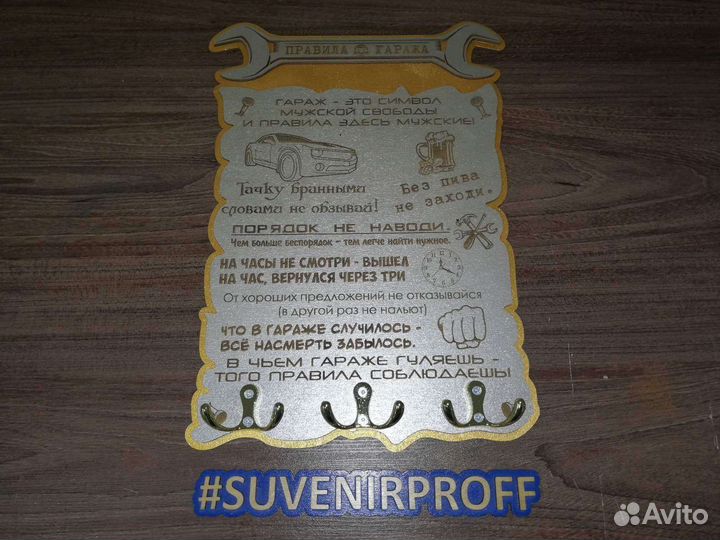 ПРАВИЛА ГАРАЖА
ГАРАЖ - ЭТО СИМВОЛ
МУЖСКОЙ СВОБОДЫ
И ПРАВИЛА ЗДЕСЬ МУЖСКИЕ!
Тачку бранными
словами не обзывай!
Без пива
не заходи.
ПОРЯДОК НЕ НАВОДИ.
Чем больше беспорядок - тем легче найти нужное.
НА ЧАСЫ НЕ СМОТРИ - ВЫШЕЛ
НА ЧАС, ВЕРНУЛСЯ ЧЕРЕЗ ТРИ
От хороших предложений не отказывайся
(в другой раз не нальют)
ЧТО В ГАРАЖЕ СЛУЧИЛОСЬ -
ВСЁ НАСМЕРТЬ ЗАБЫЛОСЬ.
В ЧЬЕМ ГАРАЖЕ ГУЛЯЕШЬ -
ТОГО ПРАВИЛА СОБЛЮДАЕШЬ!
#SUVENIRPROFF
Avito